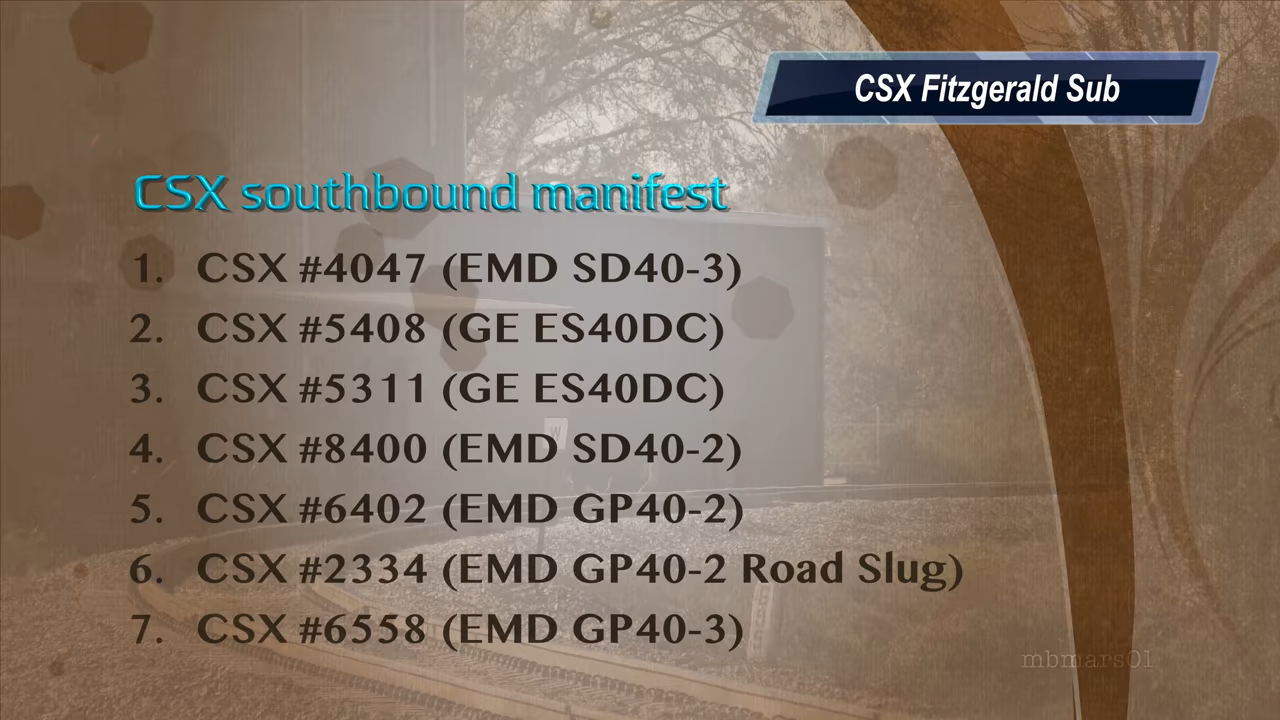 CSX Fitzgerald Sub
CSX southbound manifest
1. CSX #4047 (EMD SD40-3)
2. CSX #5408 (GE ES40DC)
3. CSX #5311 (GE ES40DC)
4. CSX #8400 (EMD SD40-2)
5. CSX #6402 (EMD GP40-2)
6. CSX #2334 (EMD GP40-2 Road Slug)
7. CSX #6558 (EMD GP40-3)
W
mbmars01